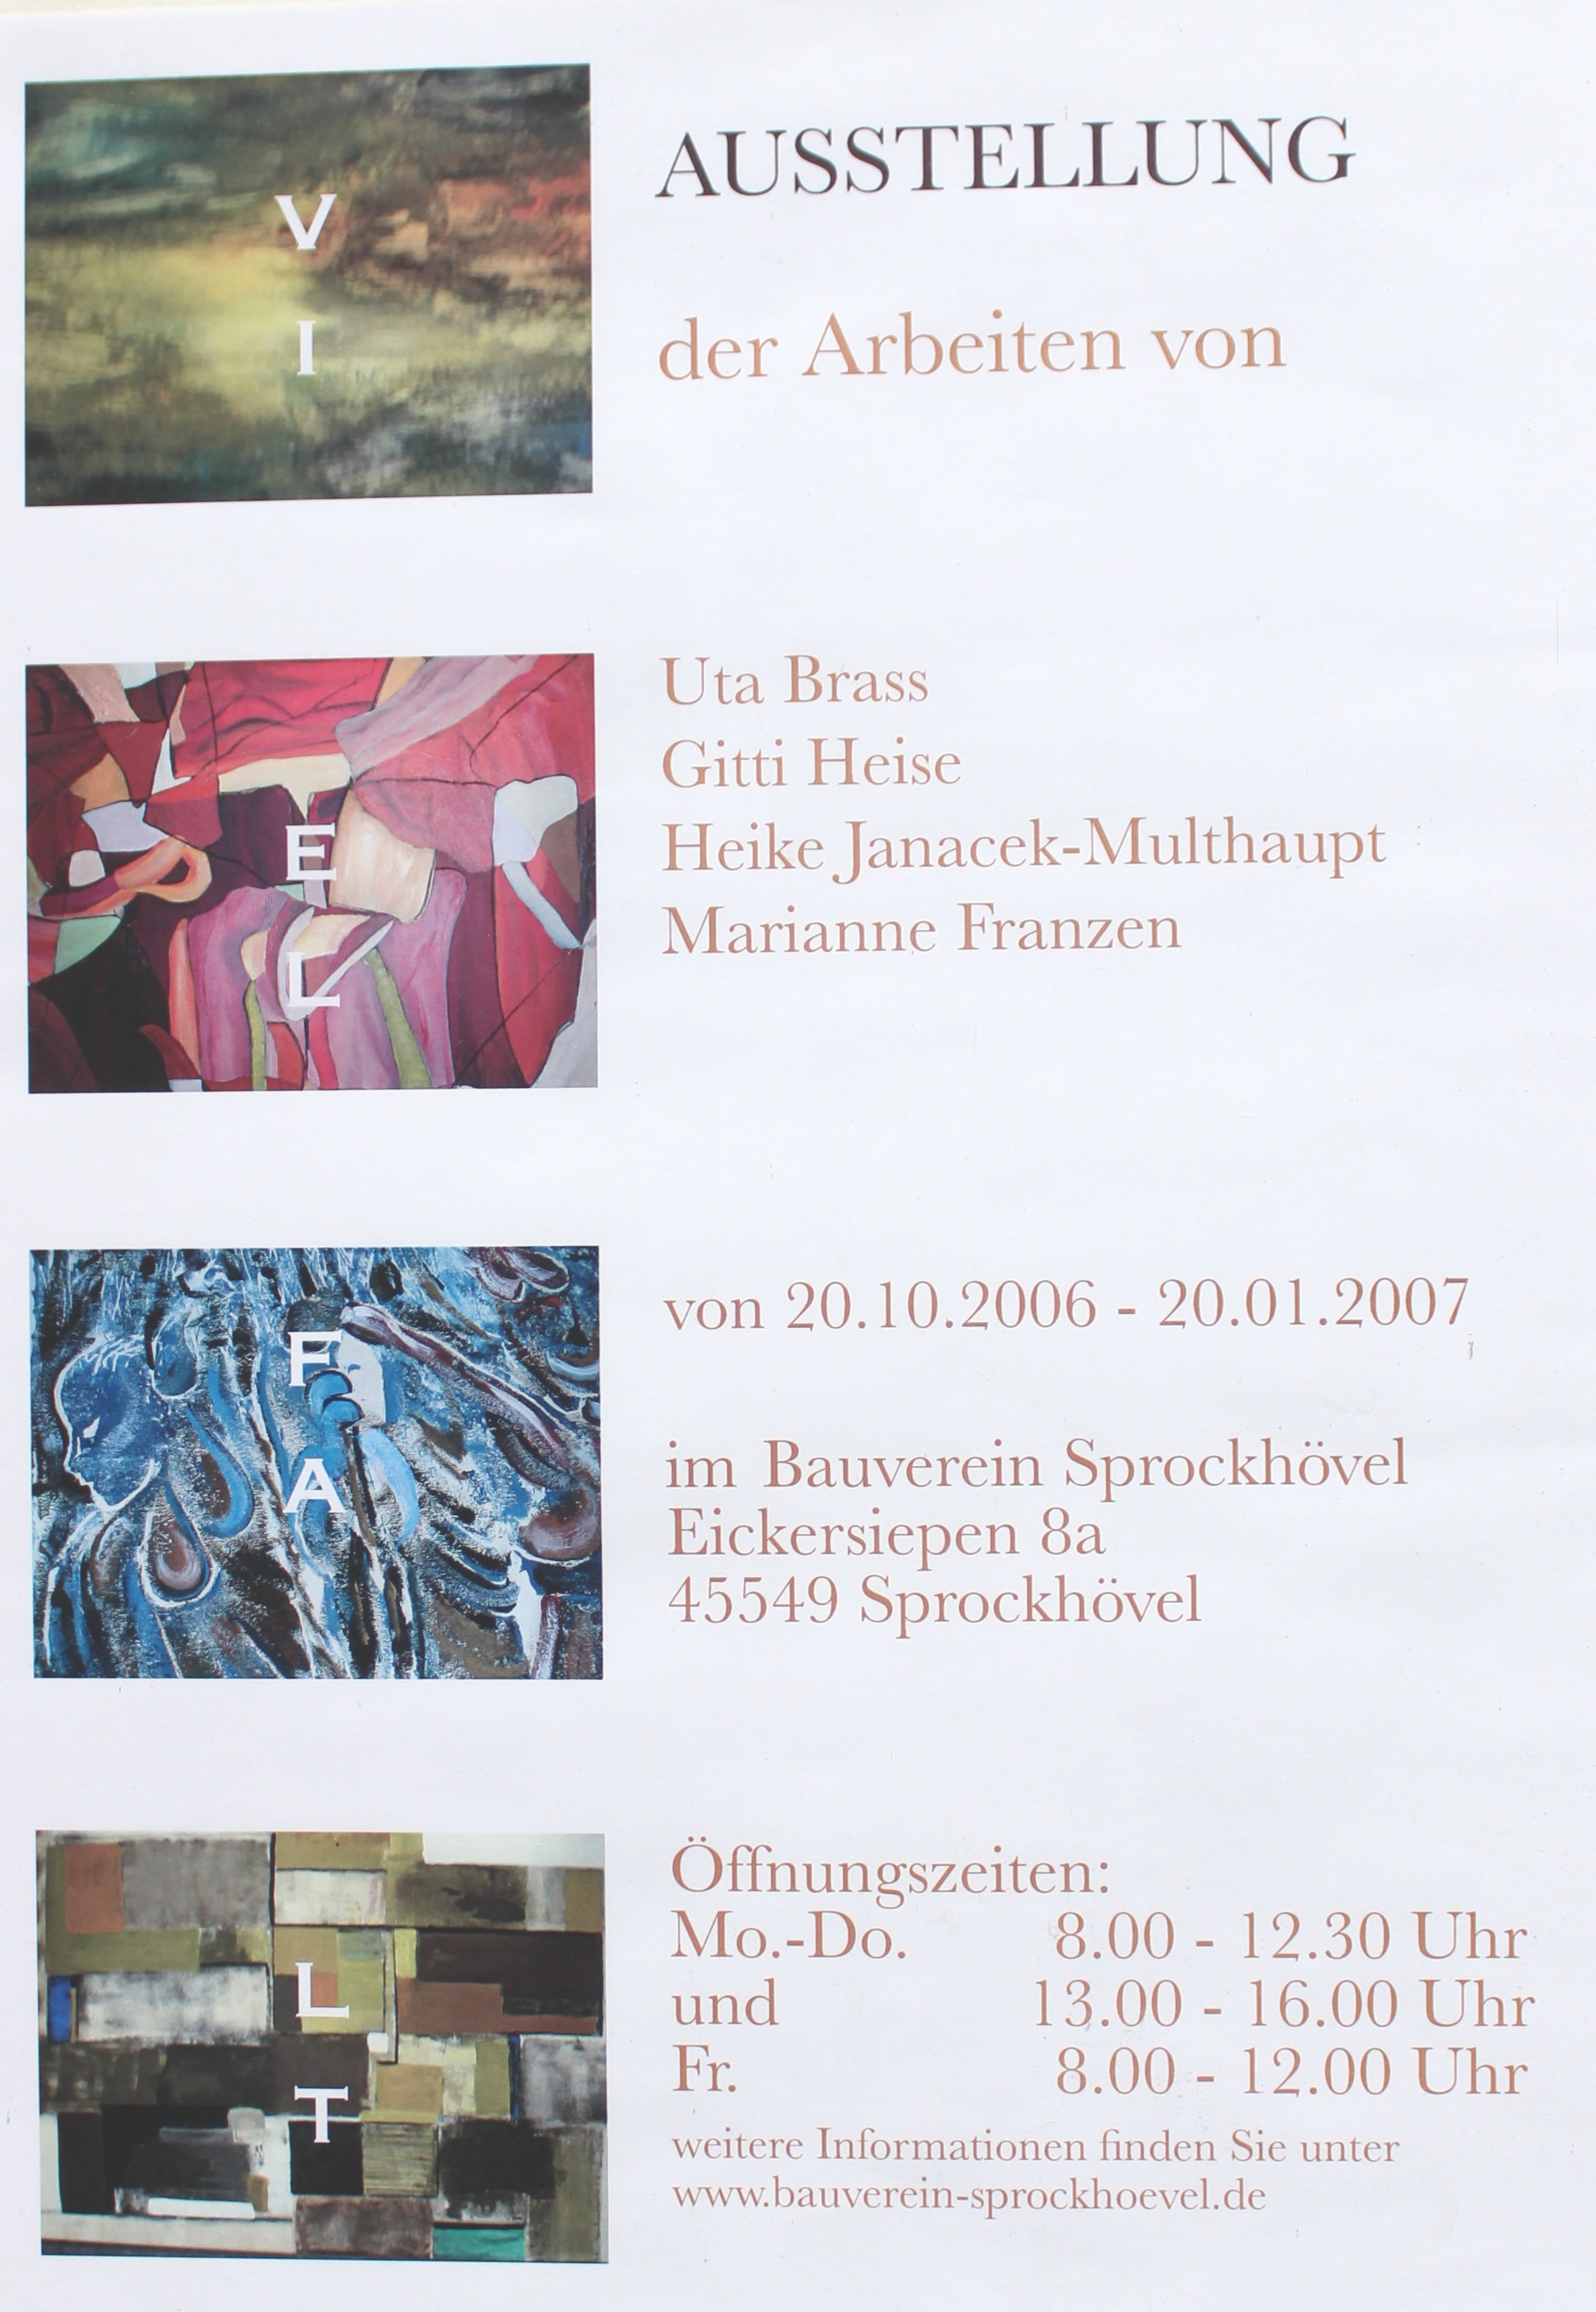 V
I
AUSSTELLUNG
der Arbeiten von
E
L
Uta Brass
Gitti Heise
Heike Janacek-Multhaupt
Marianne Franzen
F
A
von 20.10.2006 - 20.01.2007
im Bauverein Sprockhövel
Eickersiepen 8a
45549 Sprockhövel
L
T
Öffnungszeiten:
Mo.-Do. 8.00 - 12.30 Uhr
und 13.00 - 16.00 Uhr
Fr. 8.00 - 12.00 Uhr
weitere Informationen finden Sie unter
www.bauverein-sprockhoevel.de